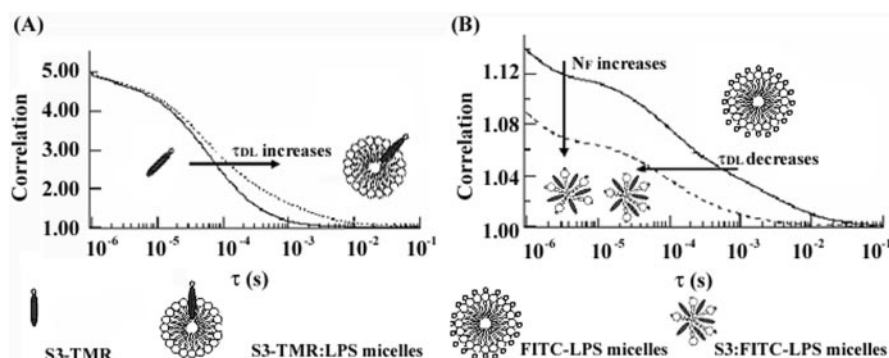 (A)
5.00
4.00
3.00
2.00
1.00
Correlation
τDL increases
10⁻⁶ 10⁻⁵ 10⁻⁴ 10⁻³ 10⁻² 10⁻¹
τ (s)
(B)
1.12
1.08
1.04
1.00
Correlation
NF increases
τDL decreases
10⁻⁶ 10⁻⁵ 10⁻⁴ 10⁻³ 10⁻² 10⁻¹
τ (s)
S3-TMR
S3-TMR:LPS micelles
FITC-LPS micelles
S3:FITC-LPS micelles